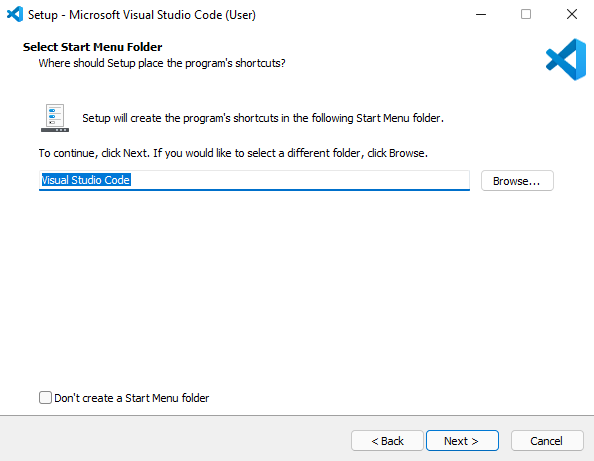 Setup - Microsoft Visual Studio Code (User)
Select Start Menu Folder
Where should Setup place the program's shortcuts?
Setup will create the program's shortcuts in the following Start Menu folder.
To continue, click Next. If you would like to select a different folder, click Browse.
Visual Studio Code
Browse...
Don't create a Start Menu folder
< Back
Next >
Cancel